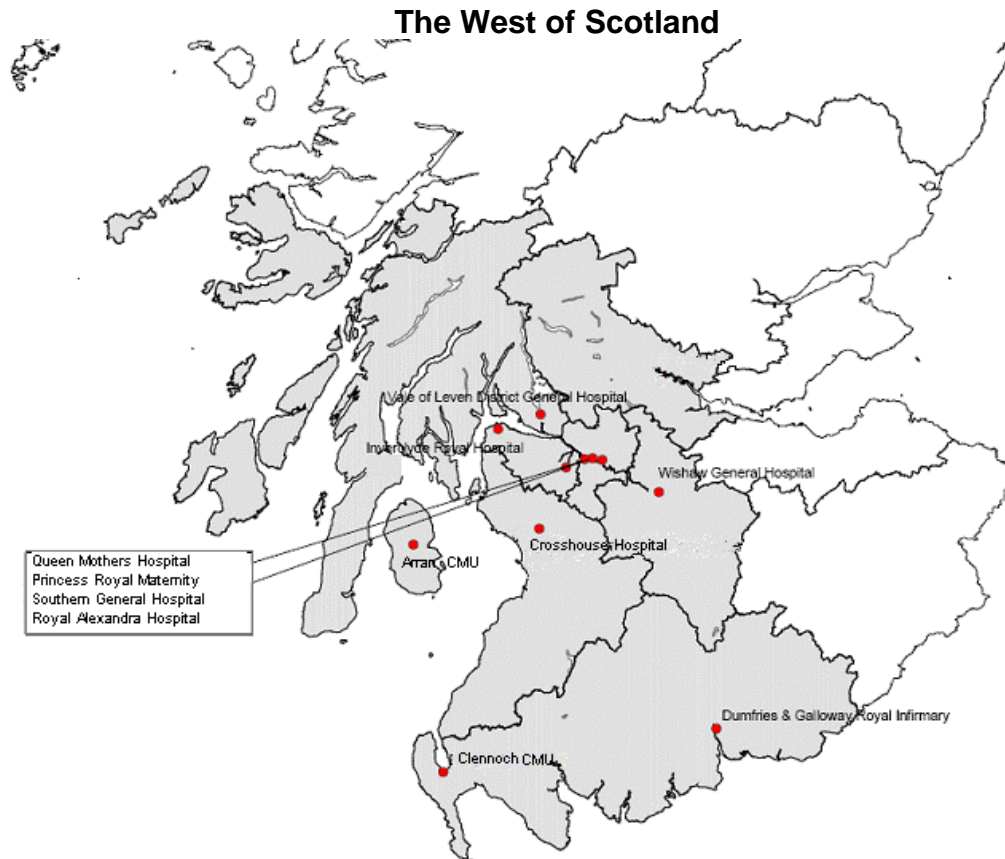 The West of Scotland
Vale of Leven District General Hospital
Inverclyde Royal Hospital
Wishaw General Hospital
Crosshouse Hospital
Queen Mothers Hospital
Princess Royal Maternity
Southern General Hospital
Royal Alexandra Hospital
Arran CMU
Dumfries & Galloway Royal Infirmary
Clennoch CMU